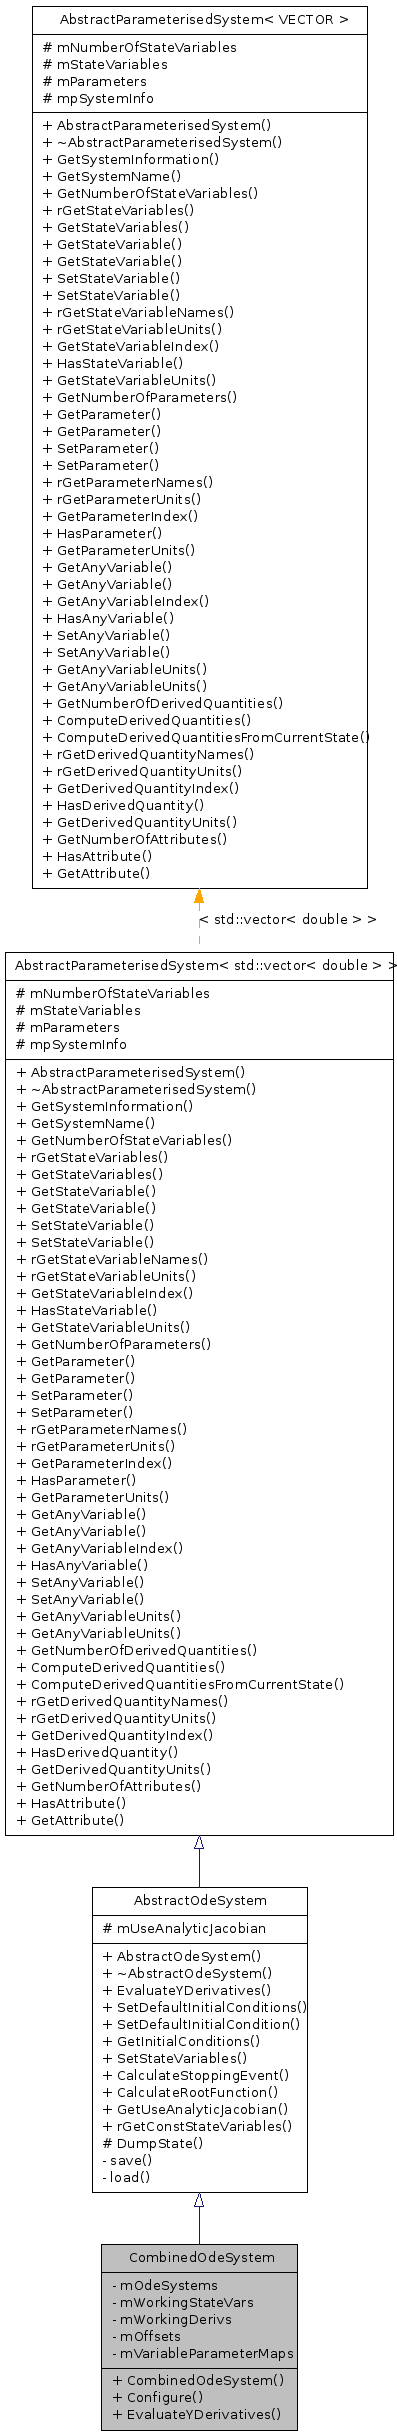 AbstractParameterisedSystem< VECTOR >
# mNumberOfStateVariables
# mStateVariables
# mParameters
# mpSystemInfo
+ AbstractParameterisedSystem()
+ ~AbstractParameterisedSystem()
+ GetSystemInformation()
+ GetSystemName()
+ GetNumberOfStateVariables()
+ rGetStateVariables()
+ GetStateVariables()
+ GetStateVariable()
+ GetStateVariable()
+ SetStateVariable()
+ SetStateVariable()
+ rGetStateVariableNames()
+ rGetStateVariableUnits()
+ GetStateVariableIndex()
+ HasStateVariable()
+ GetStateVariableUnits()
+ GetNumberOfParameters()
+ GetParameter()
+ GetParameter()
+ SetParameter()
+ SetParameter()
+ rGetParameterNames()
+ rGetParameterUnits()
+ GetParameterIndex()
+ HasParameter()
+ GetParameterUnits()
+ GetAnyVariable()
+ GetAnyVariable()
+ GetAnyVariableIndex()
+ HasAnyVariable()
+ SetAnyVariable()
+ SetAnyVariable()
+ GetAnyVariableUnits()
+ GetAnyVariableUnits()
+ GetNumberOfDerivedQuantities()
+ ComputeDerivedQuantities()
+ ComputeDerivedQuantitiesFromCurrentState()
+ rGetDerivedQuantityNames()
+ rGetDerivedQuantityUnits()
+ GetDerivedQuantityIndex()
+ HasDerivedQuantity()
+ GetDerivedQuantityUnits()
+ GetNumberOfAttributes()
+ HasAttribute()
+ GetAttribute()
< std::vector< double > >
AbstractParameterisedSystem< std::vector< double > >
# mNumberOfStateVariables
# mStateVariables
# mParameters
# mpSystemInfo
+ AbstractParameterisedSystem()
+ ~AbstractParameterisedSystem()
+ GetSystemInformation()
+ GetSystemName()
+ GetNumberOfStateVariables()
+ rGetStateVariables()
+ GetStateVariables()
+ GetStateVariable()
+ GetStateVariable()
+ SetStateVariable()
+ SetStateVariable()
+ rGetStateVariableNames()
+ rGetStateVariableUnits()
+ GetStateVariableIndex()
+ HasStateVariable()
+ GetStateVariableUnits()
+ GetNumberOfParameters()
+ GetParameter()
+ GetParameter()
+ SetParameter()
+ SetParameter()
+ rGetParameterNames()
+ rGetParameterUnits()
+ GetParameterIndex()
+ HasParameter()
+ GetParameterUnits()
+ GetAnyVariable()
+ GetAnyVariable()
+ GetAnyVariableIndex()
+ HasAnyVariable()
+ SetAnyVariable()
+ SetAnyVariable()
+ GetAnyVariableUnits()
+ GetAnyVariableUnits()
+ GetNumberOfDerivedQuantities()
+ ComputeDerivedQuantities()
+ ComputeDerivedQuantitiesFromCurrentState()
+ rGetDerivedQuantityNames()
+ rGetDerivedQuantityUnits()
+ GetDerivedQuantityIndex()
+ HasDerivedQuantity()
+ GetDerivedQuantityUnits()
+ GetNumberOfAttributes()
+ HasAttribute()
+ GetAttribute()
AbstractOdeSystem
# mUseAnalyticJacobian
+ AbstractOdeSystem()
+ ~AbstractOdeSystem()
+ EvaluateYDerivatives()
+ SetDefaultInitialConditions()
+ SetDefaultInitialCondition()
+ GetInitialConditions()
+ SetStateVariables()
+ CalculateStoppingEvent()
+ CalculateRootFunction()
+ GetUseAnalyticJacobian()
+ rGetConstStateVariables()
# DumpState()
- save()
- load()
CombinedOdeSystem
- mOdeSystems
- mWorkingStateVars
- mWorkingDerivs
- mOffsets
- mVariableParameterMaps
+ CombinedOdeSystem()
+ Configure()
+ EvaluateYDerivatives()